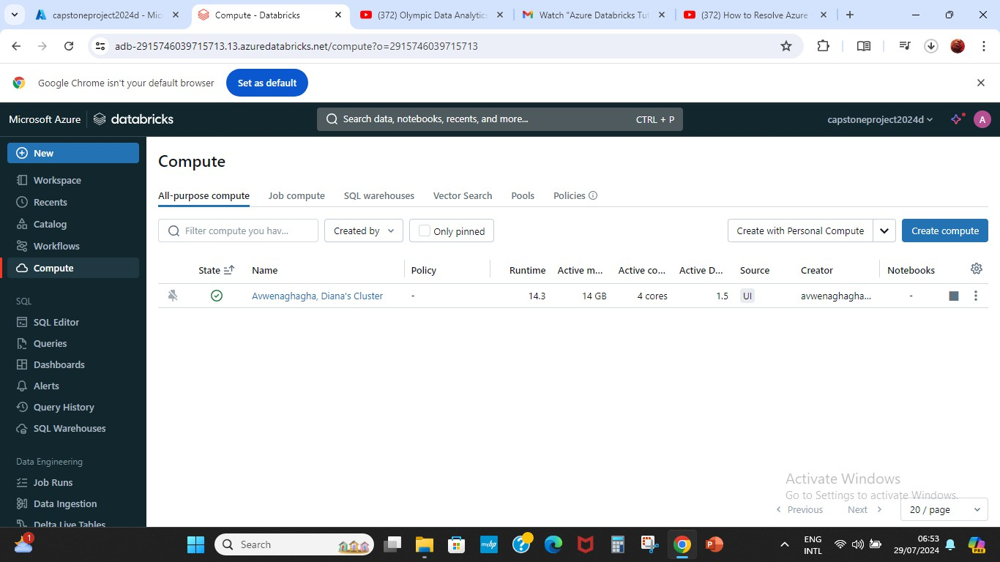 capstoneproject2024d - Mic
Compute - Databricks
(372) Olympic Data Analytic
Watch "Azure Databricks Tu
(372) How to Resolve Azure
adb-2915746039715713.13.azuredatabricks.net/compute?o=2915746039715713
Google Chrome isn't your default browser
Set as default
Microsoft Azure
databricks
Search data, notebooks, recents, and more...
CTRL + P
capstoneproject2024d
A
New
Workspace
Recents
Catalog
Workflows
Compute
SQL
SQL Editor
Queries
Dashboards
Alerts
Query History
SQL Warehouses
Data Engineering
Job Runs
Data Ingestion
Delta Live Tables
Compute
All-purpose compute Job compute SQL warehouses Vector Search Pools Policies
Filter compute you hav...
Created by
Only pinned
Create with Personal Compute
Create compute
State Name Policy Runtime Active m... Active co... Active D... Source Creator Notebooks
Avwenaghagha, Diana's Cluster - 14.3 14 GB 4 cores 1.5 UI avwenaghagha... -
Activate Windows
Go to Settings to activate Windows.
Previous Next 20 / page
1
Search
myhp
ENG
INTL
06:53
29/07/2024
PRE